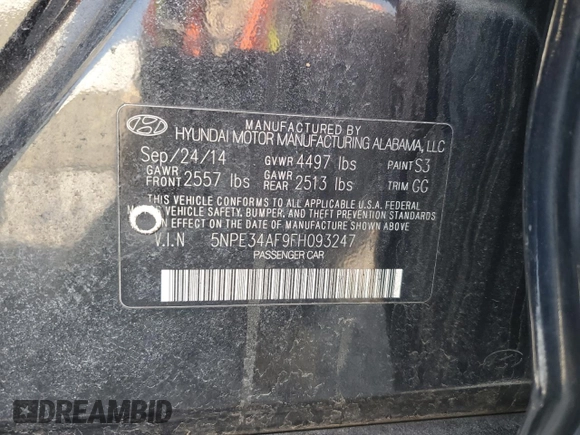 MANUFACTURED BY
HYUNDAI MOTOR MANUFACTURING ALABAMA, LLC
Sep/24/14 GVWR 4497 lbs PAINT S3
GAWR FRONT 2557 lbs GAWR REAR 2513 lbs TRIM GG
THIS VEHICLE CONFORMS TO ALL APPLICABLE U.S.A. FEDERAL
MOTOR VEHICLE SAFETY, BUMPER, AND THEFT PREVENTION STANDARDS
IN EFFECT ON THE DATE OF MANUFACTURE SHOWN ABOVE.
V.I.N 5NPE34AF9FH093247
PASSENGER CAR
DREAMBID